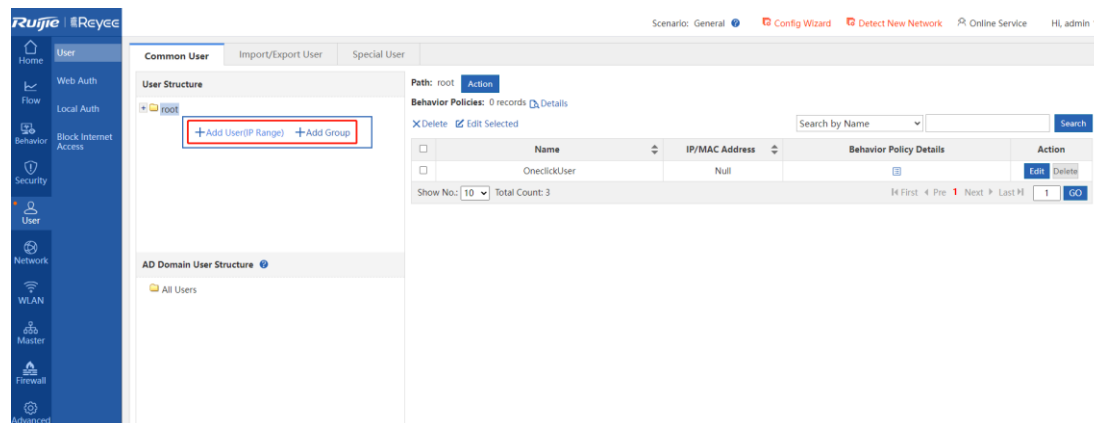 Ruijie Reyee
Scenario: General Config Wizard Detect New Network Online Service Hi, admin
Home
Flow
Behavior
Security
User
Network
WLAN
Master
Firewall
Advanced
User
Web Auth
Local Auth
Block Internet
Access
Common User Import/Export User Special User
User Structure
root
+Add User(IP Range) +Add Group
AD Domain User Structure
All Users
Path: root Action
Behavior Policies: 0 records Details
Delete Edit Selected Search by Name Search
Name IP/MAC Address Behavior Policy Details Action
OneclickUser Null Edit Delete
Show No.: 10 Total Count: 3 First Pre 1 Next Last 1 GO